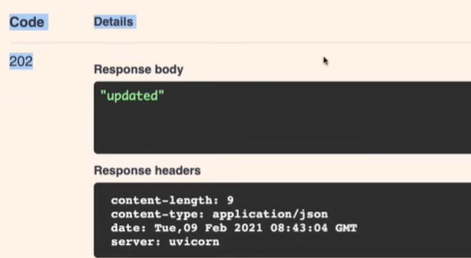 Code Details
202
Response body
"updated"
Response headers
content-length: 9
content-type: application/json
date: Tue,09 Feb 2021 08:43:04 GMT
server: uvicorn